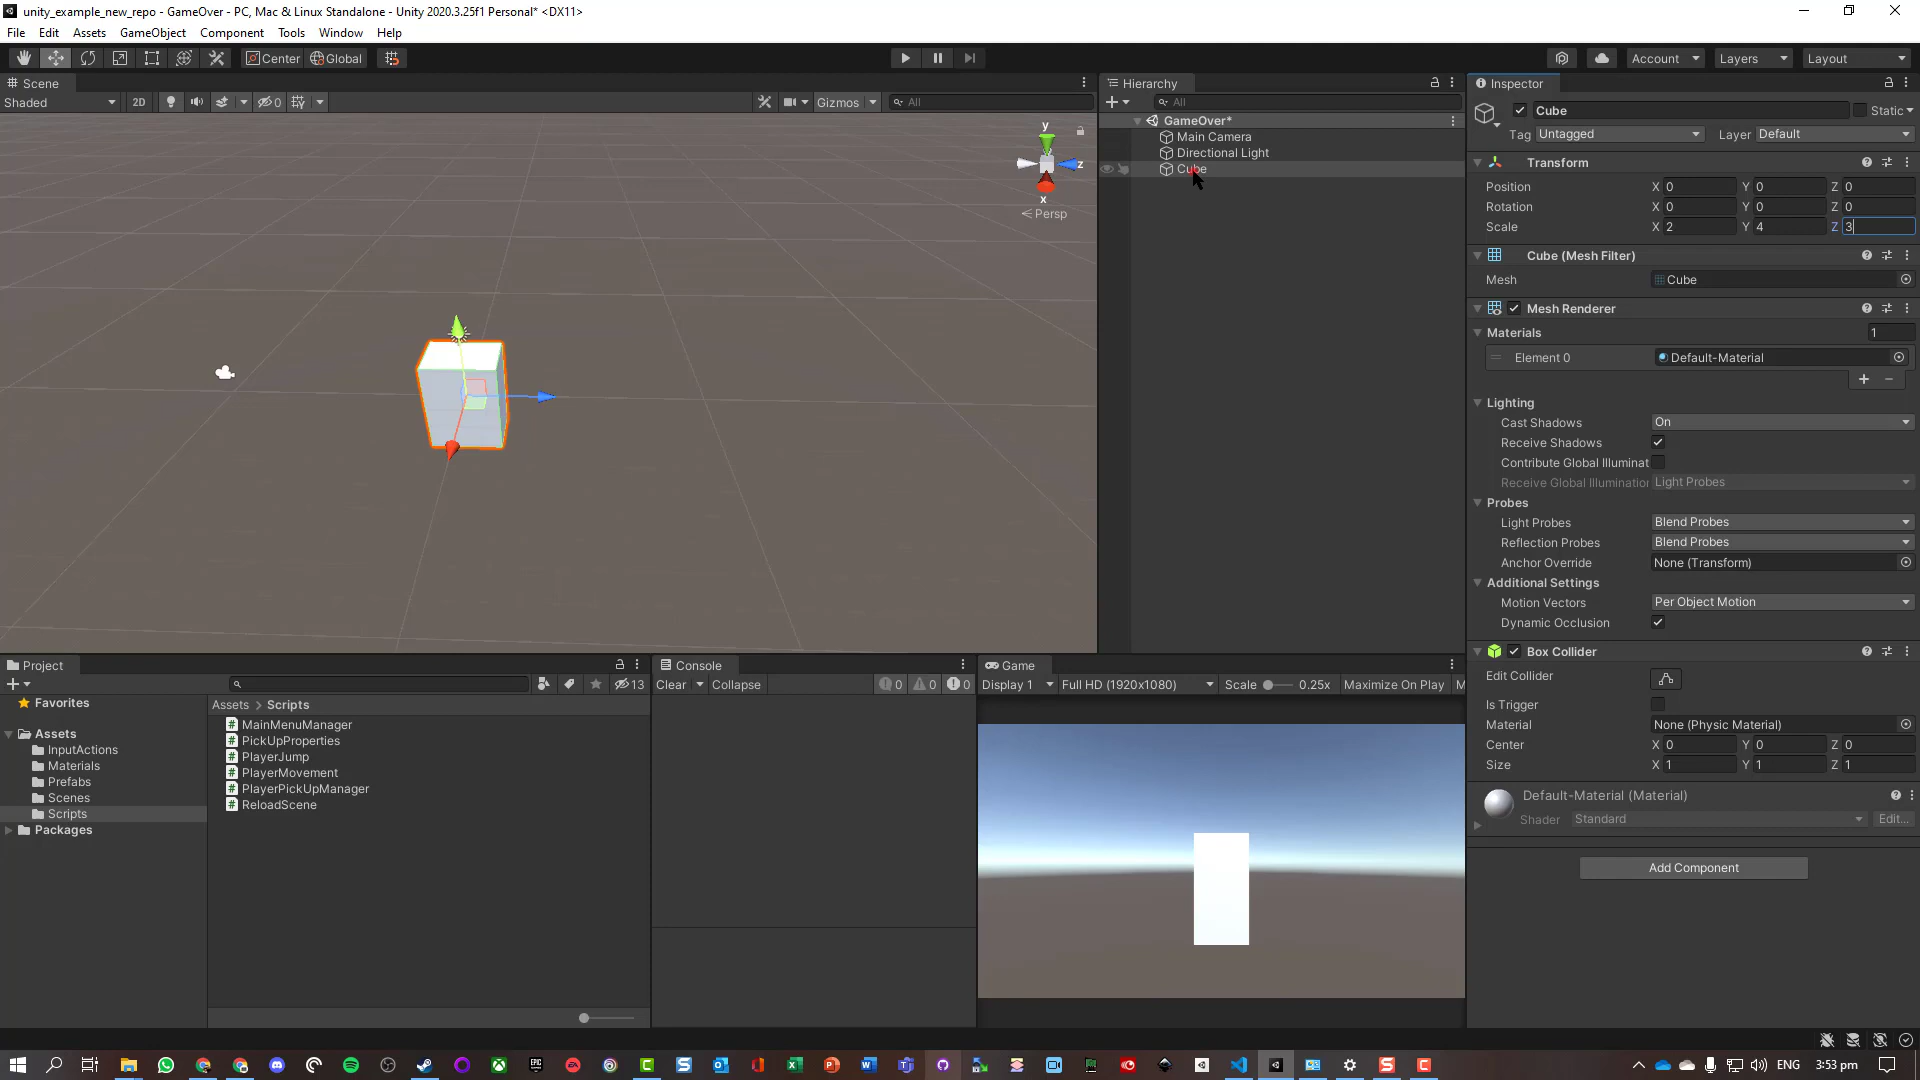 unity_example_new_repo - GameOver - PC, Mac & Linux Standalone - Unity 2020.3.25f1 Personal* <DX11>
File Edit Assets GameObject Component Tools Window Help
Center Global Account Layers Layout
Scene
Shaded 2D 0 Gizmos All
y
z
x
< Persp
Hierarchy
All
GameOver*
Main Camera
Directional Light
Cube
Inspector
Cube Static
Tag Untagged Layer Default
Transform
Position X 0 Y 0 Z 0
Rotation X 0 Y 0 Z 0
Scale X 2 Y 4 Z 3
Cube (Mesh Filter)
Mesh Cube
Mesh Renderer
Materials 1
Element 0 Default-Material
Lighting
Cast Shadows On
Receive Shadows
Contribute Global Illuminat
Receive Global Illumination Light Probes
Probes
Light Probes Blend Probes
Reflection Probes Blend Probes
Anchor Override None (Transform)
Additional Settings
Motion Vectors Per Object Motion
Dynamic Occlusion
Box Collider
Edit Collider
Is Trigger
Material None (Physic Material)
Center X 0 Y 0 Z 0
Size X 1 Y 1 Z 1
Default-Material (Material)
Shader Standard Edit...
Add Component
Project
13
Favorites
Assets
InputActions
Materials
Prefabs
Scenes
Scripts
Packages
Assets > Scripts
MainMenuManager
PickUpProperties
PlayerJump
PlayerMovement
PlayerPickUpManager
ReloadScene
Console
Clear Collapse 0 0 0
Game
Display 1 Full HD (1920x1080) Scale 0.25x Maximize On Play M
ENG 3:53 pm